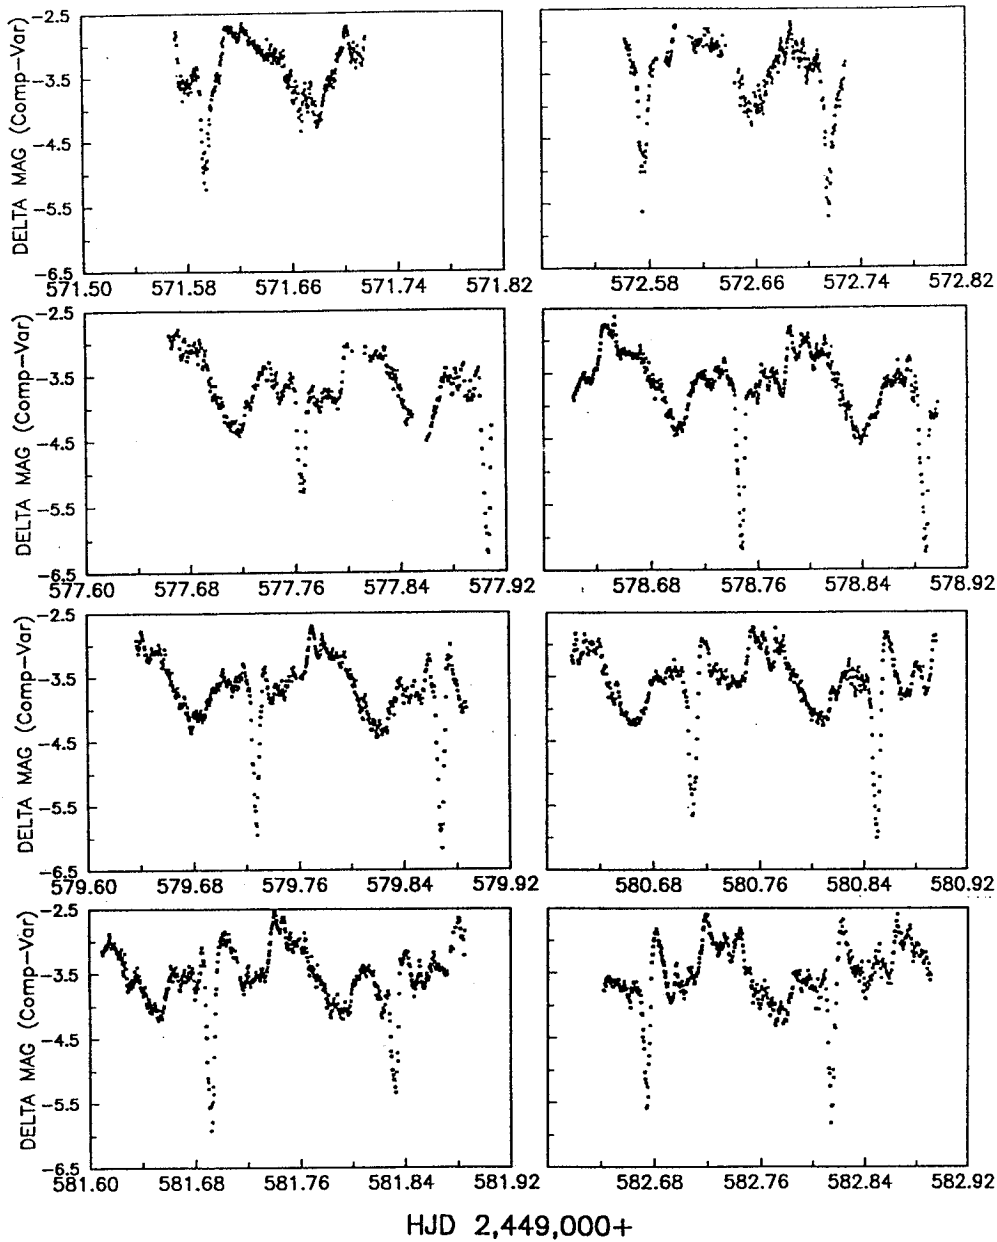 DELTA MAG (Comp-Var)
-2.5
-3.5
-4.5
-5.5
-6.5
571.50 571.58 571.66 571.74 571.82
572.58 572.66 572.74 572.82
DELTA MAG (Comp-Var)
-2.5
-3.5
-4.5
-5.5
-6.5
577.60 577.68 577.76 577.84 577.92
578.68 578.76 578.84 578.92
DELTA MAG (Comp-Var)
-2.5
-3.5
-4.5
-5.5
-6.5
579.60 579.68 579.76 579.84 579.92
580.68 580.76 580.84 580.92
DELTA MAG (Comp-Var)
-2.5
-3.5
-4.5
-5.5
-6.5
581.60 581.68 581.76 581.84 581.92
582.68 582.76 582.84 582.92
HJD 2,449,000+